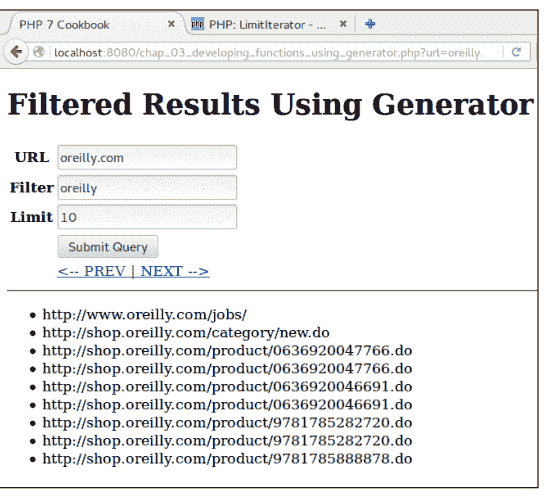 PHP 7 Cookbook × php PHP: LimitIterator - ... ×
localhost:8080/chap_03_developing_functions_using_generator.php?url=oreilly.
Filtered Results Using Generator
URL oreilly.com
Filter oreilly
Limit 10
Submit Query
<-- PREV | NEXT -->
• http://www.oreilly.com/jobs/
• http://shop.oreilly.com/category/new.do
• http://shop.oreilly.com/product/0636920047766.do
• http://shop.oreilly.com/product/0636920047766.do
• http://shop.oreilly.com/product/0636920046691.do
• http://shop.oreilly.com/product/0636920046691.do
• http://shop.oreilly.com/product/9781785282720.do
• http://shop.oreilly.com/product/9781785282720.do
• http://shop.oreilly.com/product/9781785888878.do